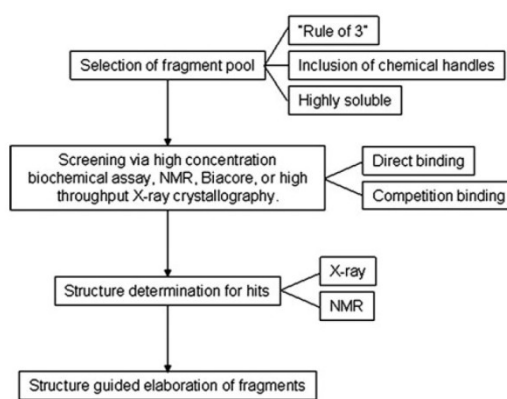 "Rule of 3"
Selection of fragment pool
Inclusion of chemical handles
Highly soluble
Screening via high concentration
biochemical assay, NMR, Biacore, or high
throughput X-ray crystallography.
Direct binding
Competition binding
Structure determination for hits
X-ray
NMR
Structure guided elaboration of fragments